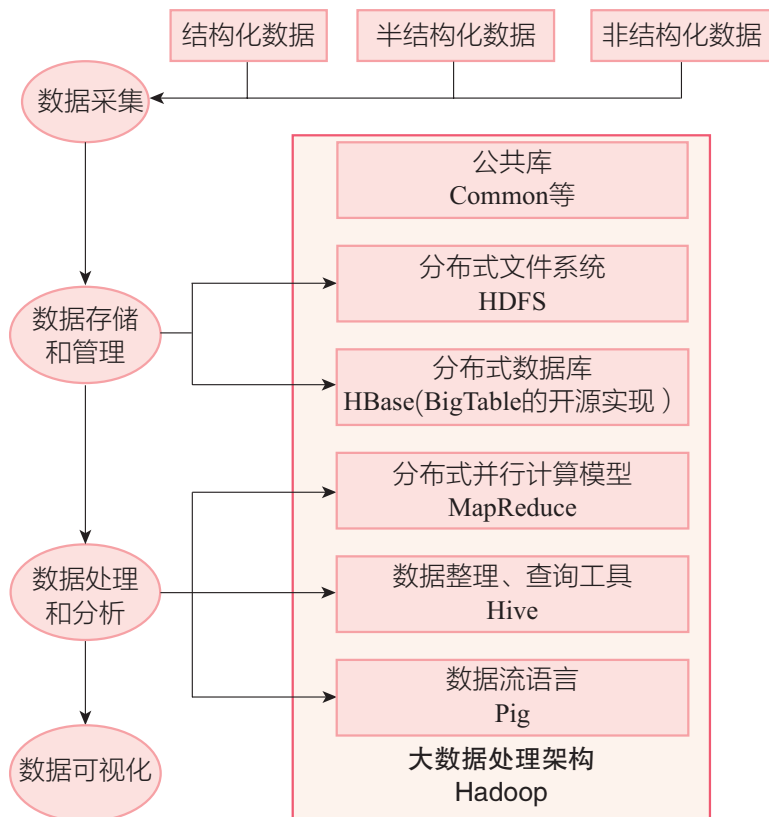 结构化数据
半结构化数据
非结构化数据
数据采集
公共库
Common等
分布式文件系统
HDFS
数据存储
和管理
分布式数据库
HBase(BigTable的开源实现）
分布式并行计算模型
MapReduce
数据处理
和分析
数据整理、查询工具
Hive
数据流语言
Pig
数据可视化
大数据处理架构
Hadoop